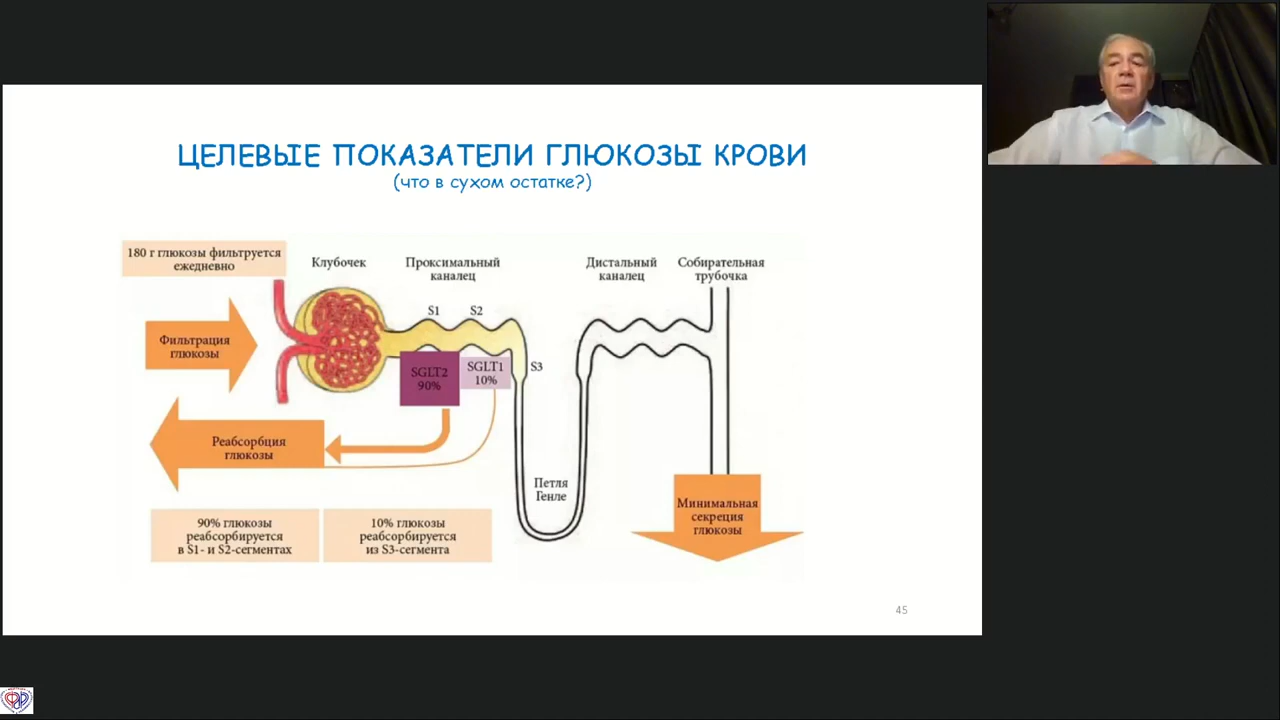 ЦЕЛЕВЫЕ ПОКАЗАТЕЛИ ГЛЮКОЗЫ КРОВИ
(что в сухом остатке?)
180 г глюкозы фильтруется
ежедневно
Клубочек
Проксимальный
каналец
Дистальный
каналец
Собирательная
трубочка
S1
S2
Фильтрация
глюкозы
SGLT2
90%
SGLT1
10%
S3
Реабсорбция
глюкозы
Петля
Генле
Минимальная
секреция
глюкозы
90% глюкозы
реабсорбируется
в S1- и S2-сегментах
10% глюкозы
реабсорбируется
из S3-сегмента
45